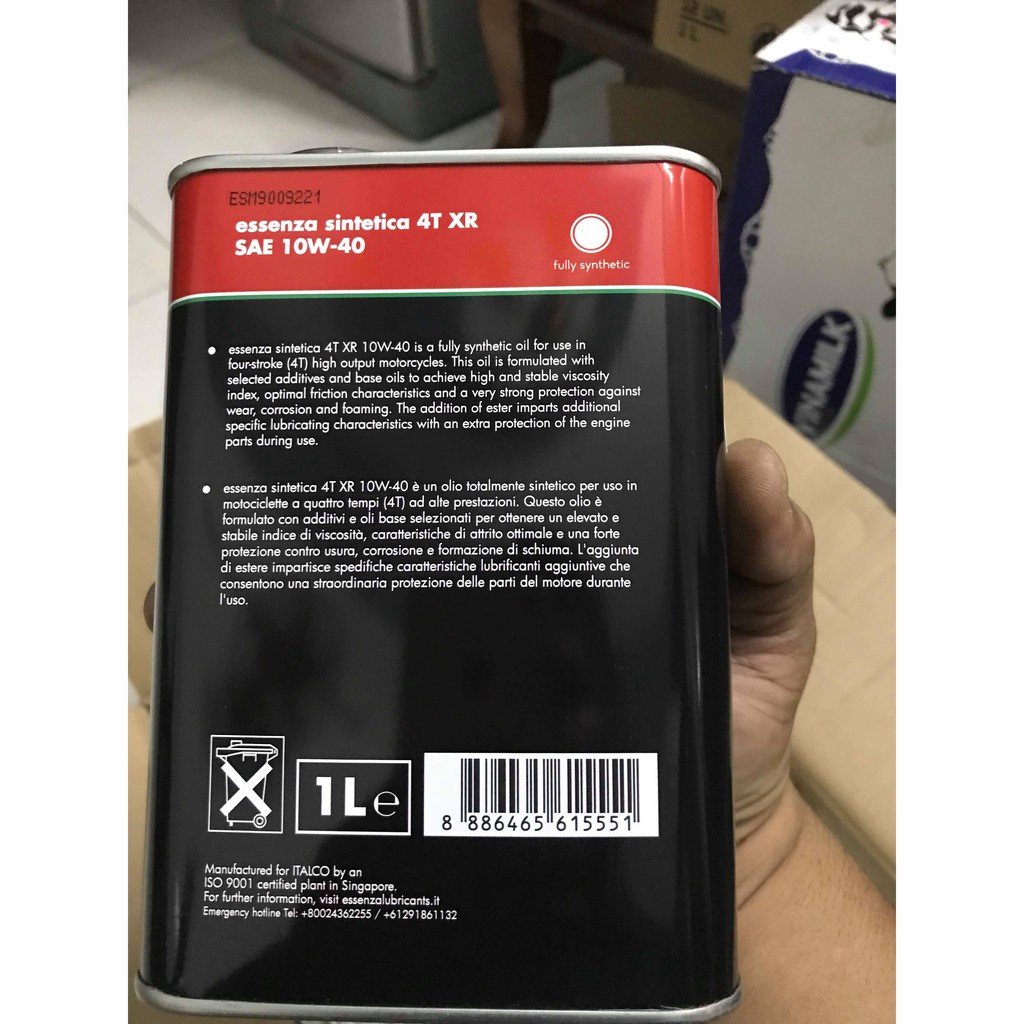 12 UNI.
ESM9009221
essenza sintetica 4T XR
SAE 10W-40
fully synthetic
essenza sintetica 4T XR 10W-40 is a fully synthetic oil for use in
four-stroke (4T) high output motorcycles. This oil is formulated with
selected additives and base oils to achieve high and stable viscosity
index, optimal friction characteristics and a very strong protection against
wear, corrosion and foaming. The addition of ester imparts additional
specific lubricating characteristics with an extra protection of the engine
parts during use.
essenza sintetica 4T XR 10W-40 è un olio totalmente sintetico per uso in
motociclette a quattro tempi (4T) ad alte prestazioni. Questo olio è
formulato con additivi e oli base selezionati per ottenere un elevato e
stabile indice di viscosità, caratteristiche di attrito ottimale e una forte
protezione contro usura, corrosione e formazione di schiuma. L'aggiunta
di estere impartisce spedifiche caratteristiche lubrificanti aggiuntive che
consentono una straordinaria protezione delle parti del motore durante
l'uso.
1L e
8 886465 615551
Manufactured for ITALCO by an
ISO 9001 certified plant in Singapore.
For further information, visit essenzalubricants.it
Emergency hotline Tel: +80024362255 / +61291861132
VINAMILK